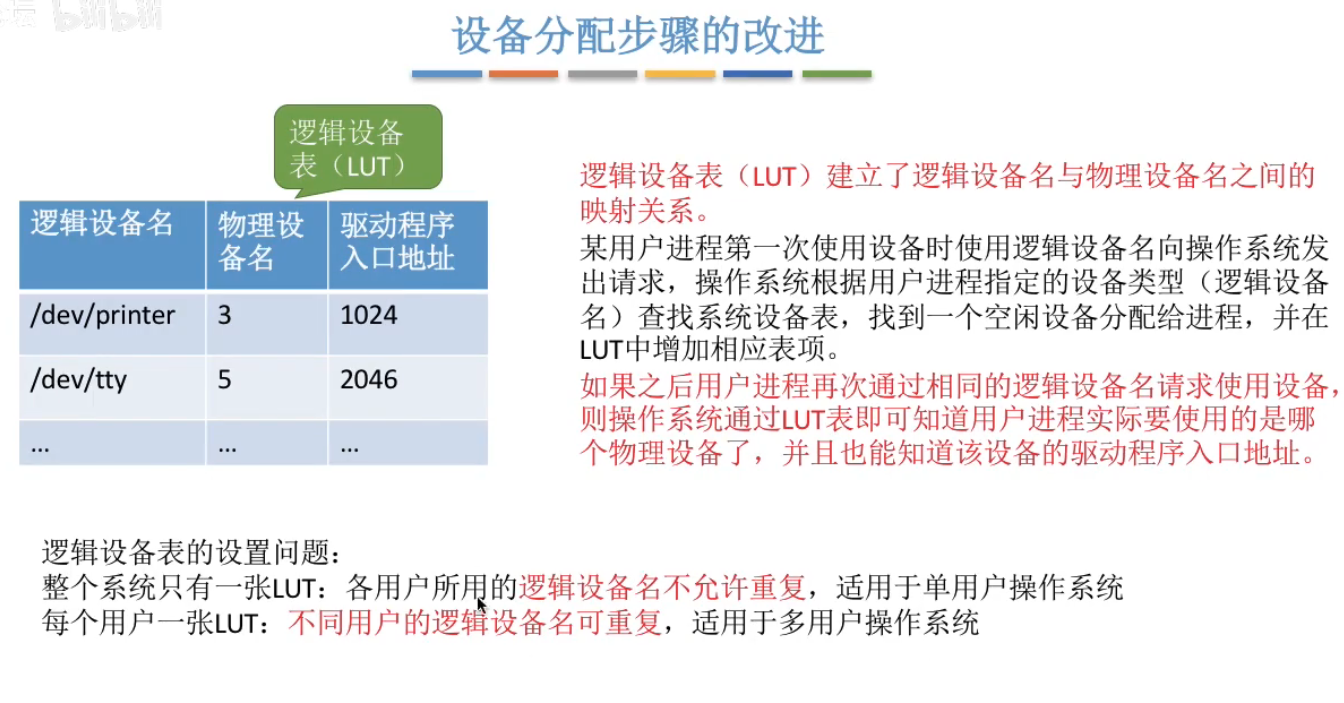 设备分配步骤的改进
逻辑设备
表（LUT）
逻辑设备名 物理设备名 驱动程序入口地址
/dev/printer 3 1024
/dev/tty 5 2046
... ... ...
逻辑设备表（LUT）建立了逻辑设备名与物理设备名之间的
映射关系。
某用户进程第一次使用设备时使用逻辑设备名向操作系统发
出请求，操作系统根据用户进程指定的设备类型（逻辑设备
名）查找系统设备表，找到一个空闲设备分配给进程，并在
LUT中增加相应表项。
如果之后用户进程再次通过相同的逻辑设备名请求使用设备，
则操作系统通过LUT表即可知道用户进程实际要使用的是哪
个物理设备了，并且也能知道该设备的驱动程序入口地址。
逻辑设备表的设置问题：
整个系统只有一张LUT：各用户所用的逻辑设备名不允许重复，适用于单用户操作系统
每个用户一张LUT：不同用户的逻辑设备名可重复，适用于多用户操作系统